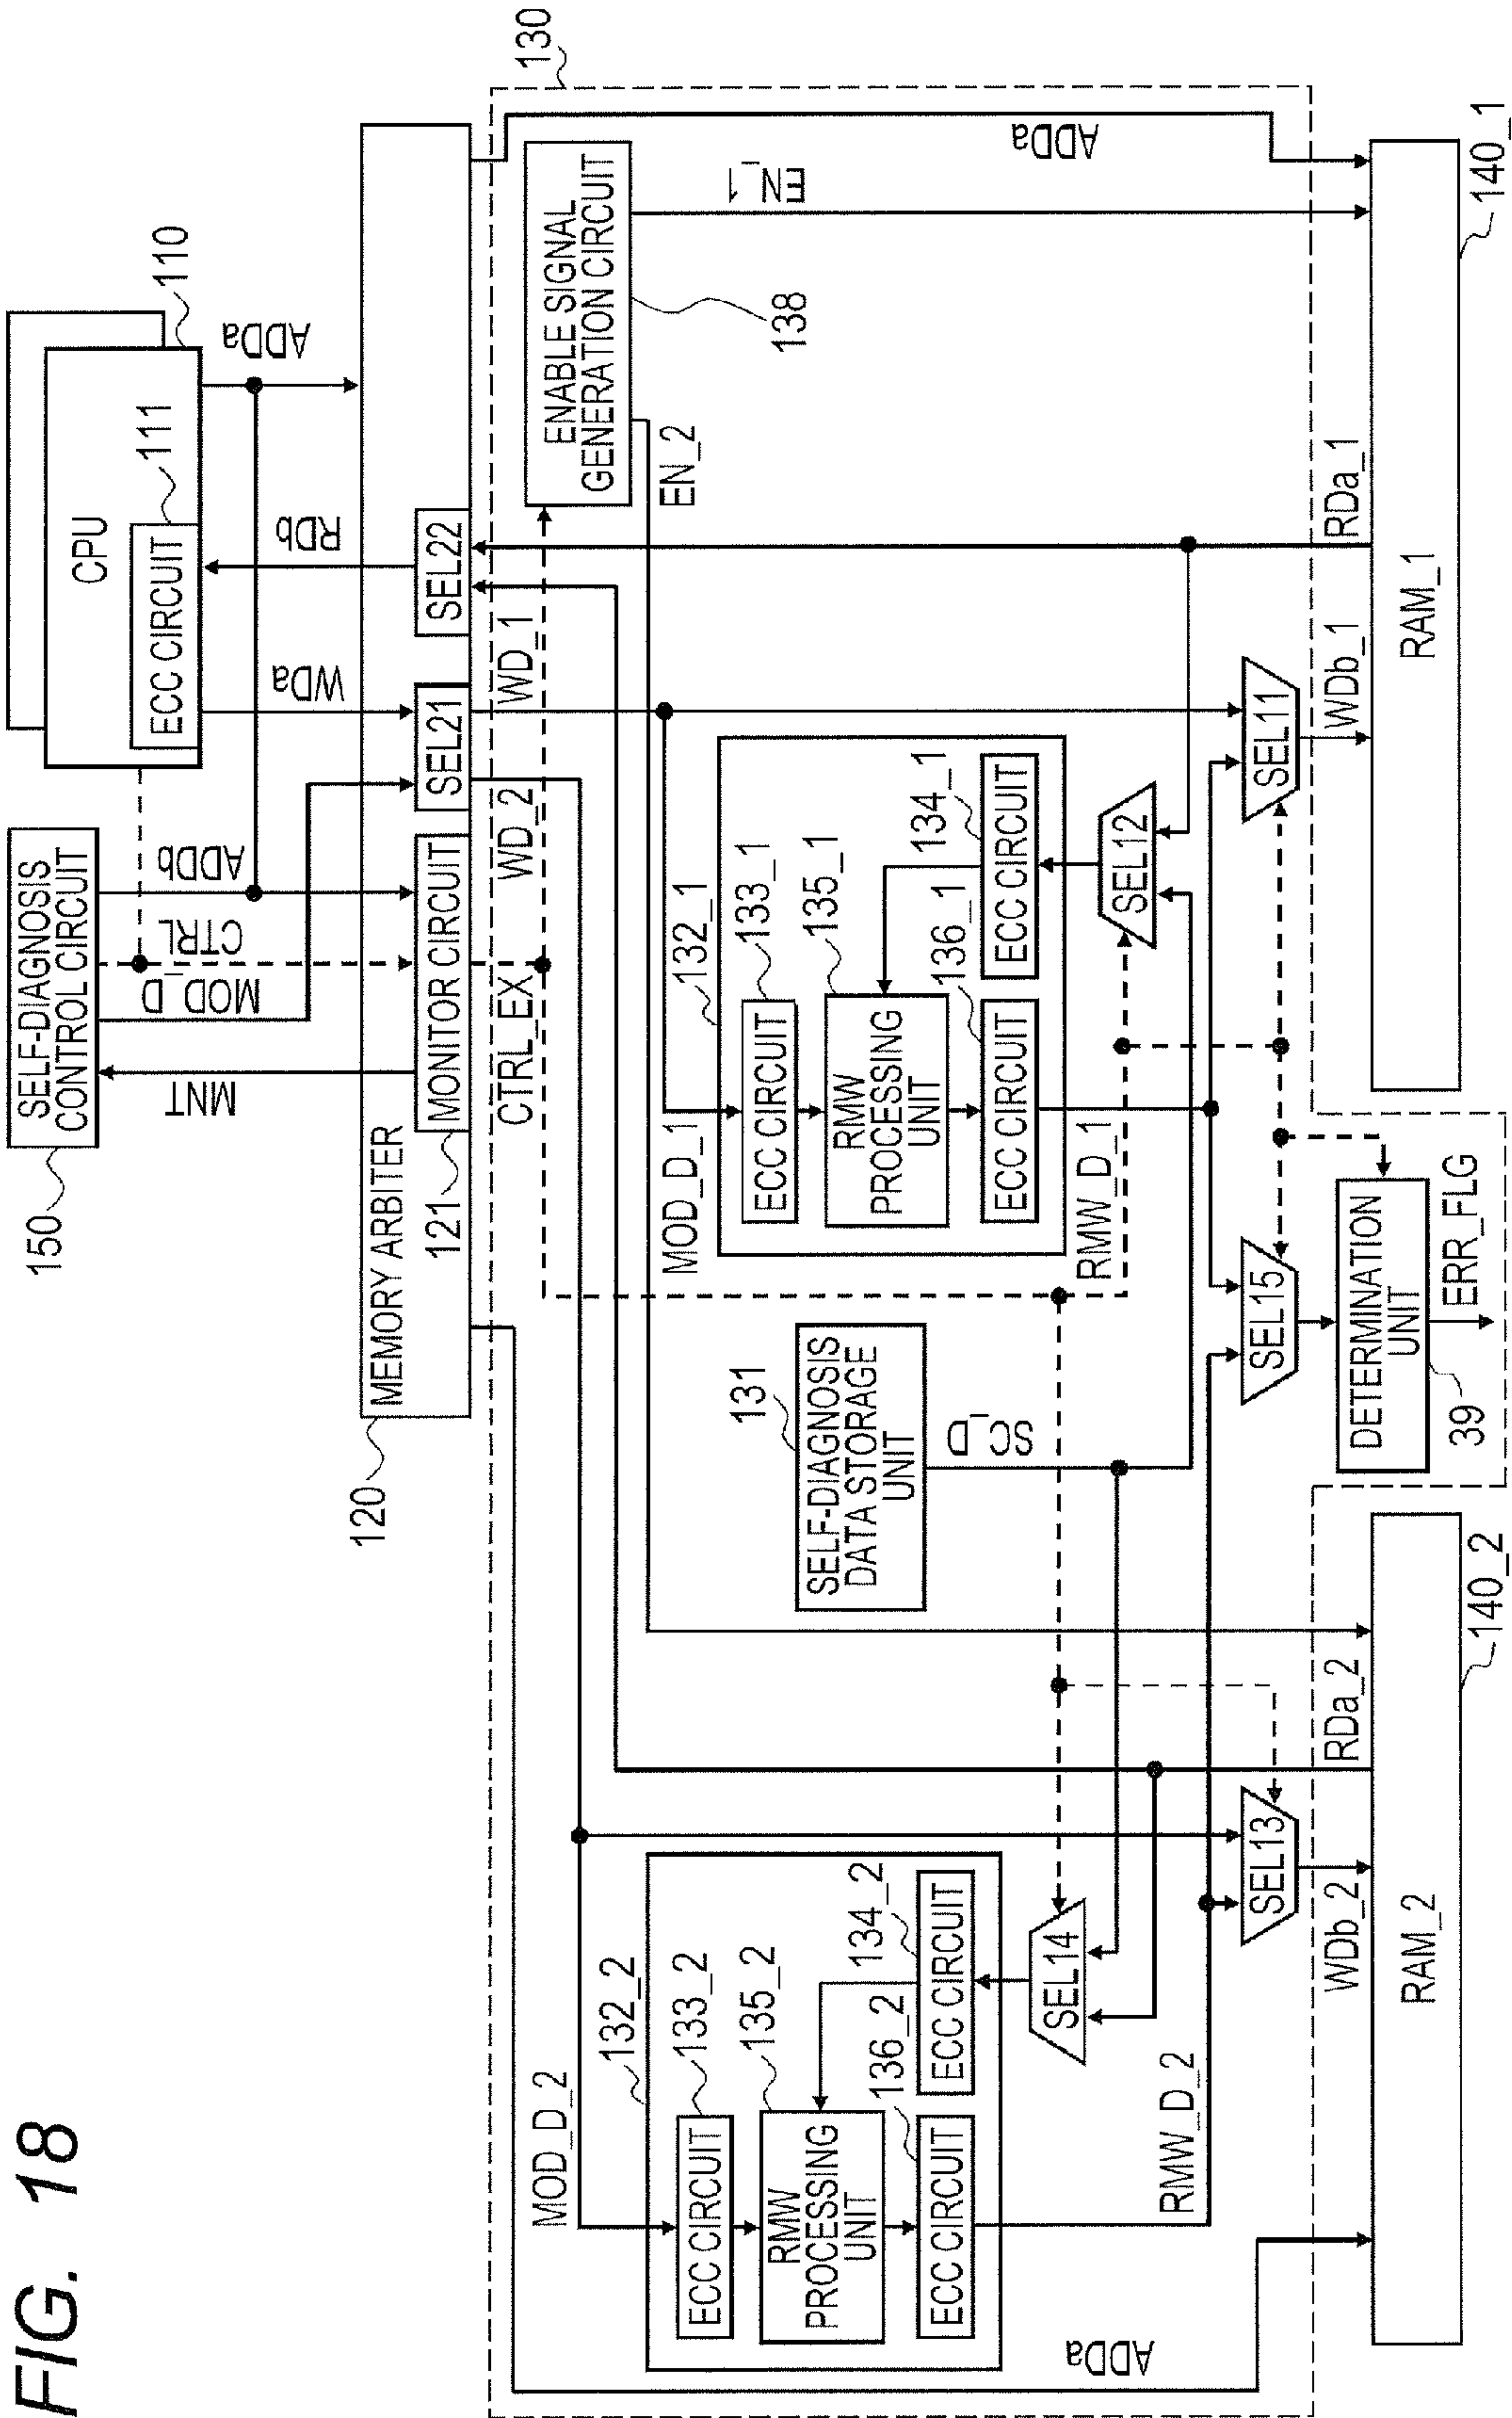 FIG. 18
150
SELF-DIAGNOSIS
CONTROL CIRCUIT
CPU
ECC CIRCUIT
111
110
MNT
MOD_D
CTRL
ADDb
WDa
RDb
ADDa
120
MEMORY ARBITER
121
MONITOR CIRCUIT
SEL21
SEL22
130
CTRL_EX
WD_2
WD_1
ENABLE SIGNAL
GENERATION CIRCUIT
138
EN_2
EN_1
ADDa
MOD_D_2
132_2
133_2
135_2
134_2
136_2
ECC CIRCUIT
RMW
PROCESSING
UNIT
ECC CIRCUIT
ECC CIRCUIT
131
SELF-DIAGNOSIS
DATA STORAGE
UNIT
SC_D
MOD_D_1
132_1
133_1
135_1
134_1
136_1
ECC CIRCUIT
RMW
PROCESSING
UNIT
ECC CIRCUIT
ECC CIRCUIT
ADDa
RMW_D_2
SEL14
RMW_D_1
SEL12
SEL13
SEL15
SEL11
WDb_2
RDa_2
DETERMINATION
UNIT
39
ERR_FLG
WDb_1
RDa_1
RAM_2
140_2
RAM_1
140_1